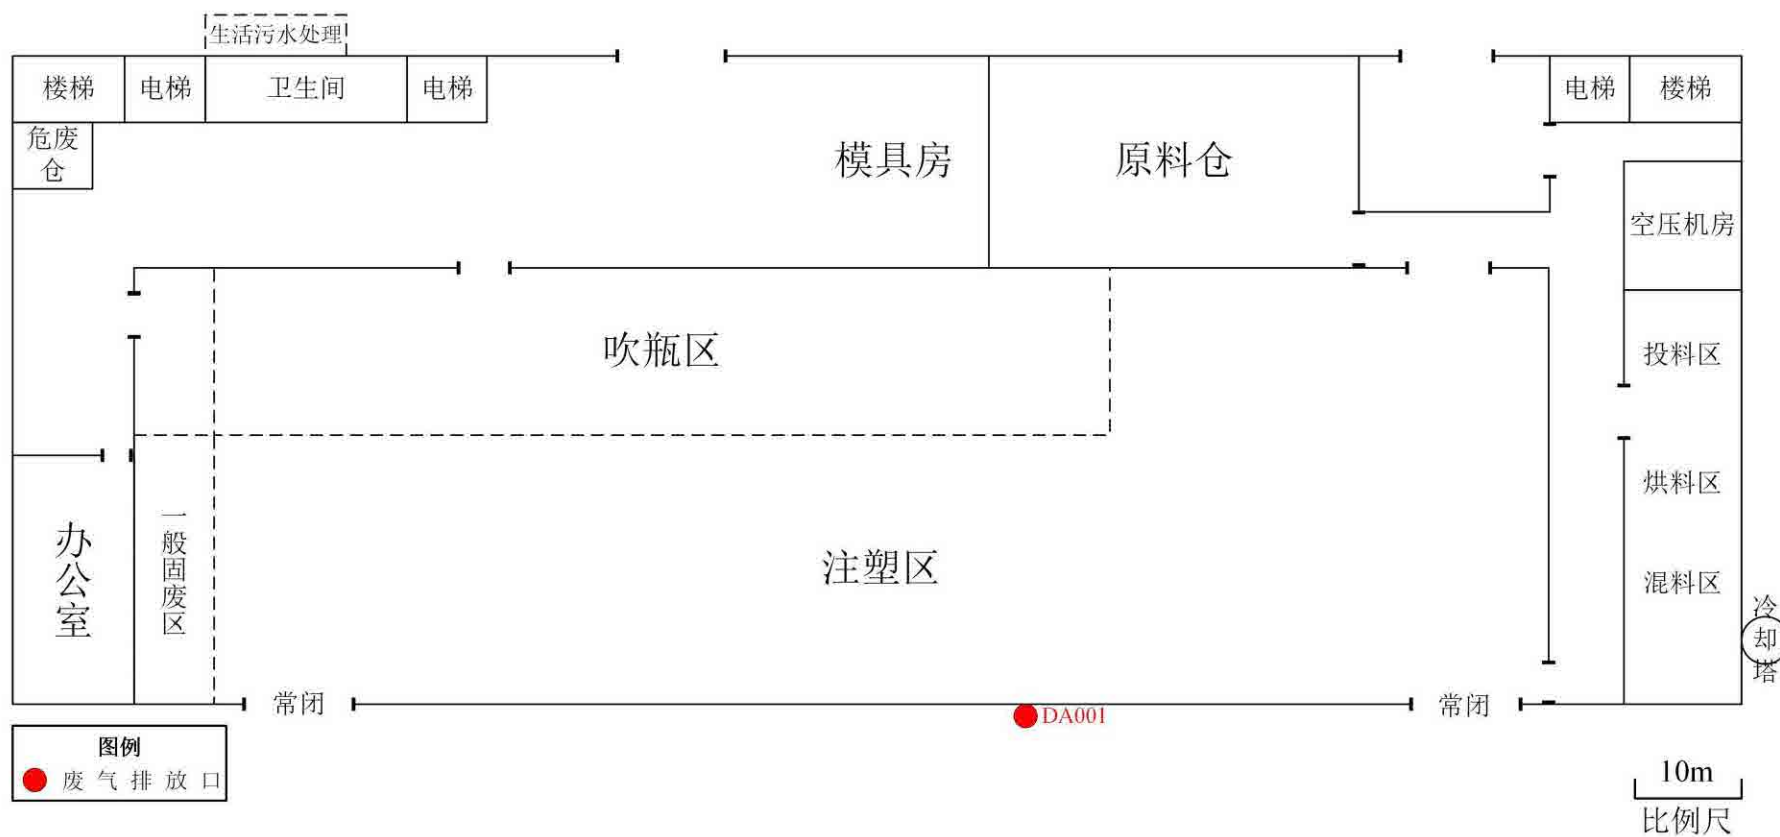 生活污水处理
楼梯
电梯
卫生间
电梯
电梯
楼梯
危废
仓
模具房
原料仓
空压机房
吹瓶区
投料区
烘料区
办公室
一般固废区
注塑区
混料区
冷却塔
常闭
常闭
DA001
图例
废气排放口
10m
比例尺